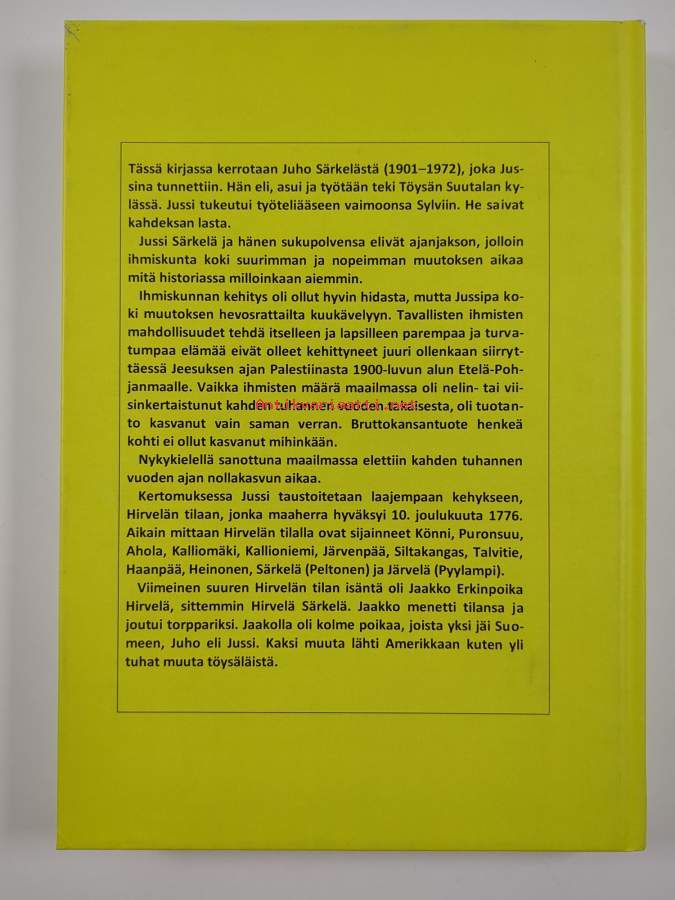 Tässä kirjassa kerrotaan Juho Särkelästä (1901–1972), joka Jus-
sina tunnettiin. Hän eli, asui ja työtään teki Töysän Suutalan ky-
lässä. Jussi tukeutui työteliääseen vaimoonsa Sylviin. He saivat
kahdeksan lasta.
Jussi Särkelä ja hänen sukupolvensa elivät ajanjakson, jolloin
ihmiskunta koki suurimman ja nopeimman muutoksen aikaa
mitä historiassa milloinkaan aiemmin.
Ihmiskunnan kehitys oli ollut hyvin hidasta, mutta Jussipa ko-
ki muutoksen hevosrattailta kuukävelyyn. Tavallisten ihmisten
mahdollisuudet tehdä itselleen ja lapsilleen parempaa ja turva-
tumpaa elämää eivät olleet kehittyneet juuri ollenkaan siirryt-
täessä Jeesuksen ajan Palestiinasta 1900-luvun alun Etelä-Poh-
janmaalle. Vaikka ihmisten määrä maailmassa oli nelin- tai vii-
sinkertaistunut kahden tuhannen vuoden takaisesta, oli tuotan-
to kasvanut vain saman verran. Bruttokansantuote henkeä
kohti ei ollut kasvanut mihinkään.
Nykykielellä sanottuna maailmassa elettiin kahden tuhannen
vuoden ajan nollakasvun aikaa.
Kertomuksessa Jussi taustoitetaan laajempaan kehykseen,
Hirvelän tilaan, jonka maaherra hyväksyi 10. joulukuuta 1776.
Aikain mittaan Hirvelän tilalla ovat sijainneet Könni, Puronsuu,
Ahola, Kalliomäki, Kallioniemi, Järvenpää, Siltakangas, Talvitie,
Haanpää, Heinonen, Särkelä (Peltonen) ja Järvelä (Pyylampi).
Viimeinen suuren Hirvelän tilan isäntä oli Jaakko Erkinpoika
Hirvelä, sittemmin Hirvelä Särkelä. Jaakko menetti tilansa ja
joutui torppariksi. Jaakolla oli kolme poikaa, joista yksi jäi Suo-
meen, Juho eli Jussi. Kaksi muuta lähti Amerikkaan kuten yli
tuhat muuta töysäläistä.
Antikvariaatti.net